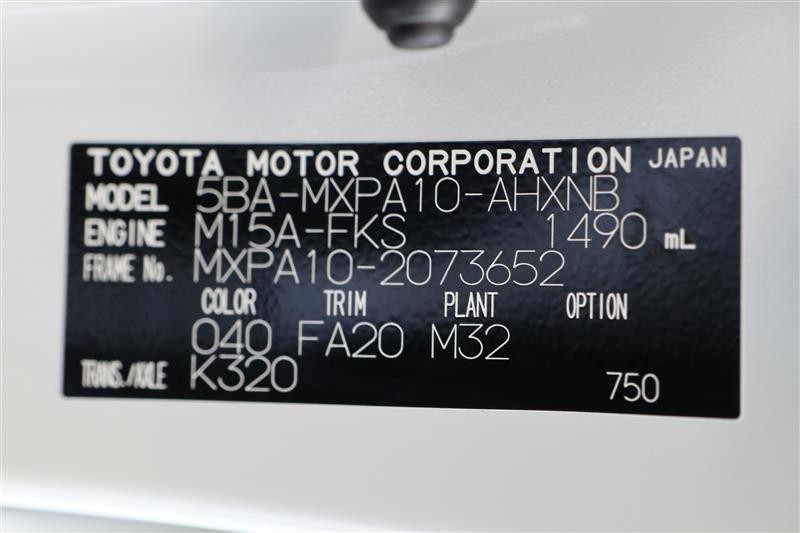 TOYOTA MOTOR CORPORATION JAPAN
MODEL 5BA-MXPA10-AHXNB
ENGINE M15A-FKS 1490 mL
FRAME No. MXPA10-2073652
COLOR TRIM PLANT OPTION
040 FA20 M32
TRANS./AXLE K320 750